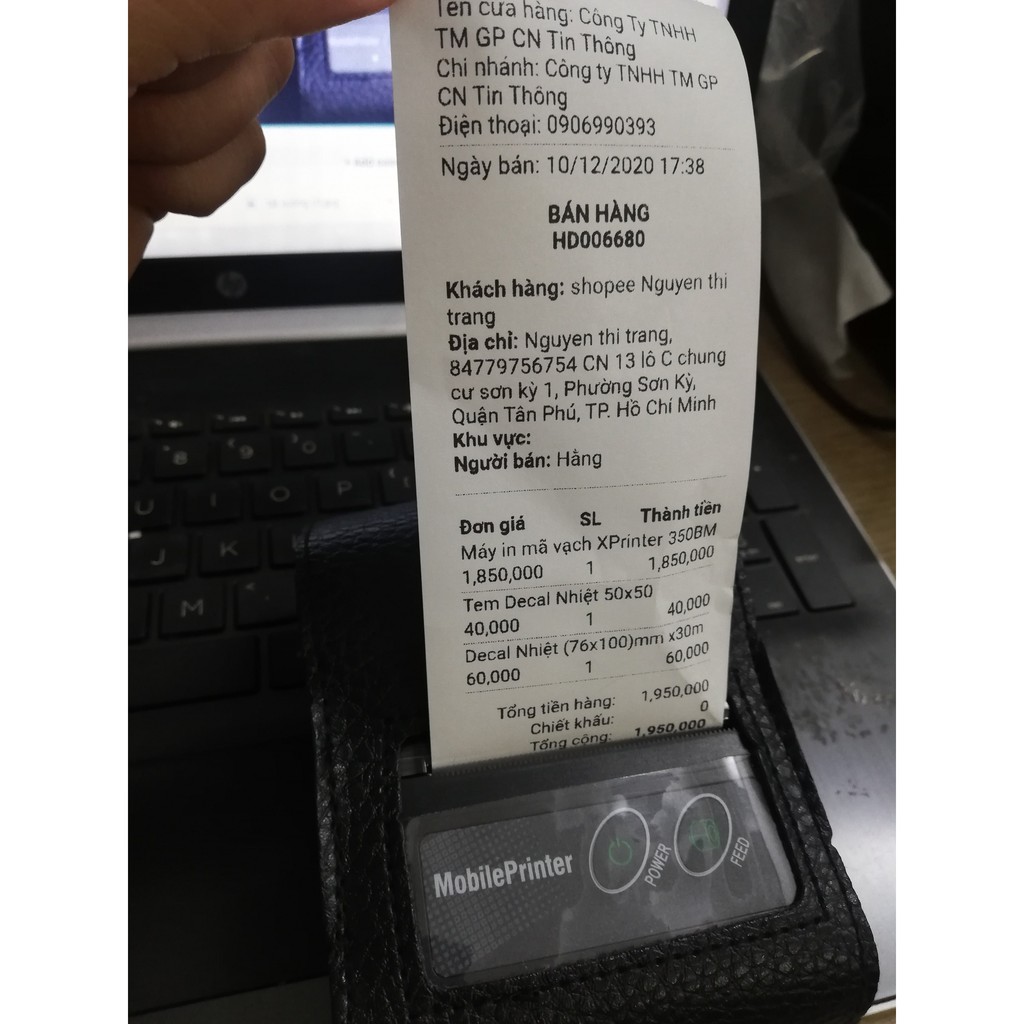 Tên cửa hàng: Công Ty TNHH
TM GP CN Tin Thông
Chi nhánh: Công ty TNHH TM GP
CN Tin Thông
Điện thoại: 0906990393
Ngày bán: 10/12/2020 17:38
BÁN HÀNG
HD006680
Khách hàng: shopee Nguyen thi
trang
Địa chỉ: Nguyen thi trang,
84779756754 CN 13 lô C chung
cư sơn kỳ 1, Phường Sơn Kỳ,
Quận Tân Phú, TP. Hồ Chí Minh
Khu vực:
Người bán: Hằng
Đơn giá SL Thành tiền
Máy in mã vạch XPrinter 350BM
1,850,000 1 1,850,000
Tem Decal Nhiệt 50x50
40,000 1 40,000
Decal Nhiệt (76x100)mm x30m
60,000 1 60,000
Tổng tiền hàng: 1,950,000
Chiết khấu: 0
Tổng cộng: 1,950,000
MobilePrinter
POWER
FEED
hp
8
9
0
U
I
O
P
J
K
L
M